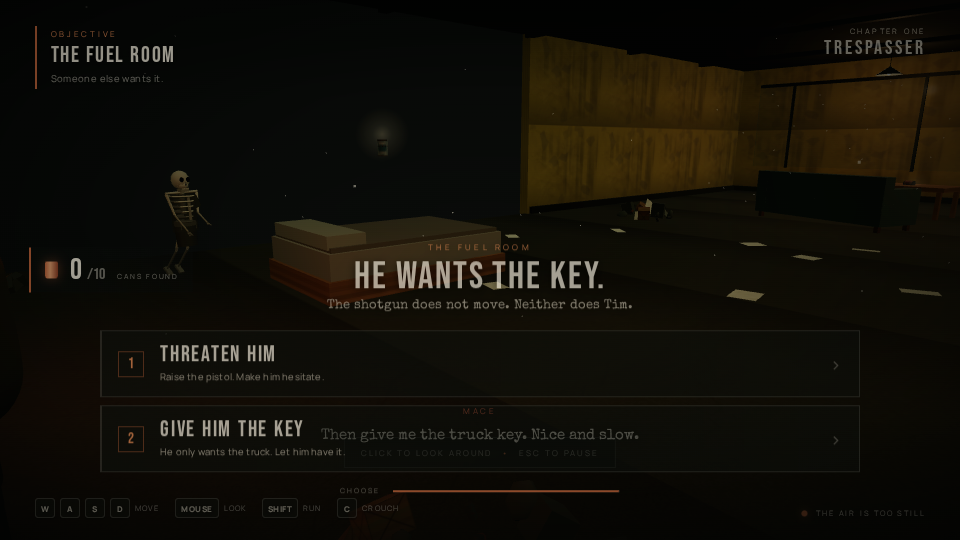 OBJECTIVE
THE FUEL ROOM
Someone else wants it.
CHAPTER ONE
TRESPASSER
0/10 CANS FOUND
THE FUEL ROOM
HE WANTS THE KEY.
The shotgun does not move. Neither does Tim.
1
THREATEN HIM
Raise the pistol. Make him hesitate.
MACE
2
GIVE HIM THE KEY
Then give me the truck key. Nice and slow.
He only wants the truck. Let him have it.
CLICK TO LOOK AROUND • ESC TO PAUSE
CHOOSE
W A S D MOVE MOUSE LOOK SHIFT RUN C CROUCH
THE AIR IS TOO STILL